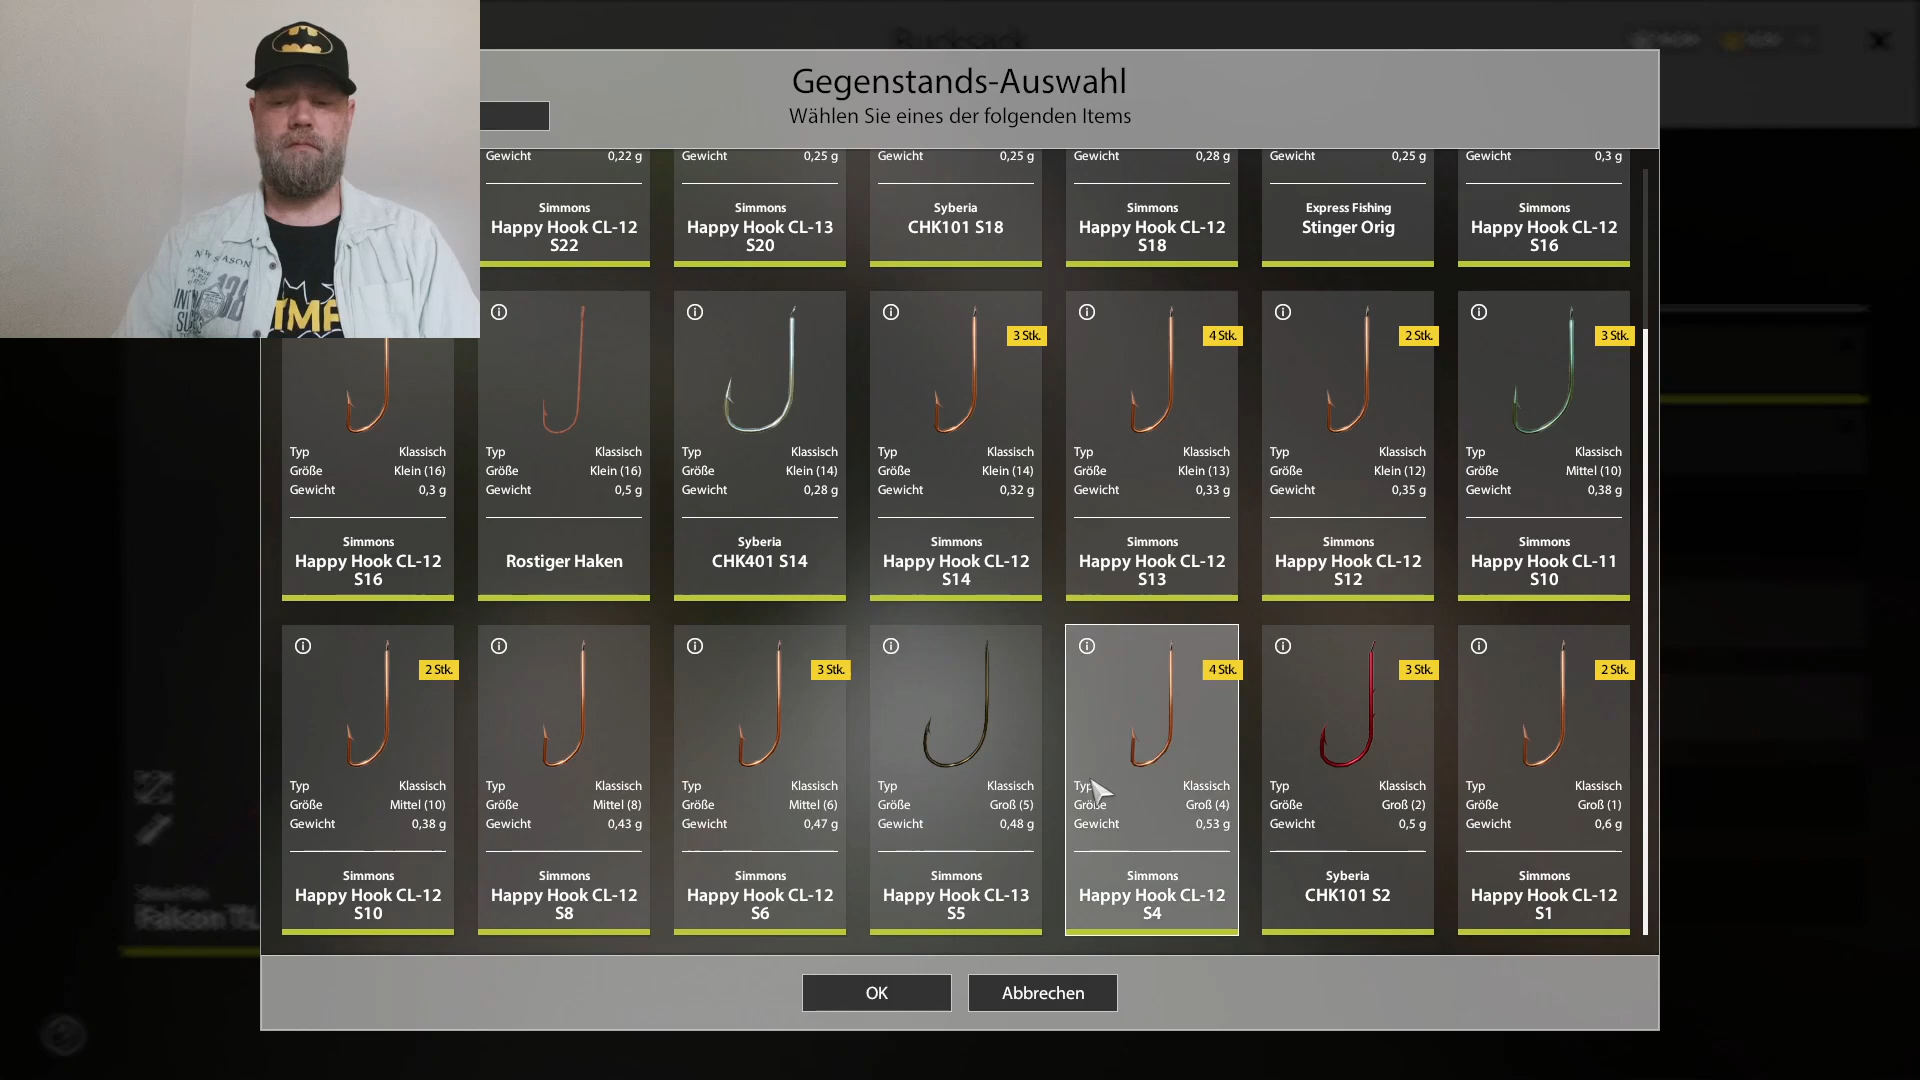 Gegenstands-Auswahl
Wählen Sie eines der folgenden Items
Gewicht 0,22 g
Simmons
Happy Hook CL-12
S22
Gewicht 0,25 g
Simmons
Happy Hook CL-13
S20
Gewicht 0,25 g
Syberia
CHK101 S18
Gewicht 0,28 g
Simmons
Happy Hook CL-12
S18
Gewicht 0,25 g
Express Fishing
Stinger Orig
Gewicht 0,3 g
Simmons
Happy Hook CL-12
S16
Typ Klassisch
Größe Klein (16)
Gewicht 0,3 g
Simmons
Happy Hook CL-12
S16
Typ Klassisch
Größe Klein (16)
Gewicht 0,5 g
Rostiger Haken
Typ Klassisch
Größe Klein (14)
Gewicht 0,28 g
Syberia
CHK401 S14
3 Stk.
Typ Klassisch
Größe Klein (14)
Gewicht 0,32 g
Simmons
Happy Hook CL-12
S14
4 Stk.
Typ Klassisch
Größe Klein (13)
Gewicht 0,33 g
Simmons
Happy Hook CL-12
S13
2 Stk.
Typ Klassisch
Größe Klein (12)
Gewicht 0,35 g
Simmons
Happy Hook CL-12
S12
3 Stk.
Typ Klassisch
Größe Mittel (10)
Gewicht 0,38 g
Simmons
Happy Hook CL-11
S10
2 Stk.
Typ Klassisch
Größe Mittel (10)
Gewicht 0,38 g
Simmons
Happy Hook CL-12
S10
Typ Klassisch
Größe Mittel (8)
Gewicht 0,43 g
Simmons
Happy Hook CL-12
S8
3 Stk.
Typ Klassisch
Größe Mittel (6)
Gewicht 0,47 g
Simmons
Happy Hook CL-12
S6
Typ Klassisch
Größe Groß (5)
Gewicht 0,48 g
Simmons
Happy Hook CL-13
S5
4 Stk.
Typ Klassisch
Größe Groß (4)
Gewicht 0,53 g
Simmons
Happy Hook CL-12
S4
3 Stk.
Typ Klassisch
Größe Groß (2)
Gewicht 0,5 g
Syberia
CHK101 S2
2 Stk.
Typ Klassisch
Größe Groß (1)
Gewicht 0,6 g
Simmons
Happy Hook CL-12
S1
OK
Abbrechen